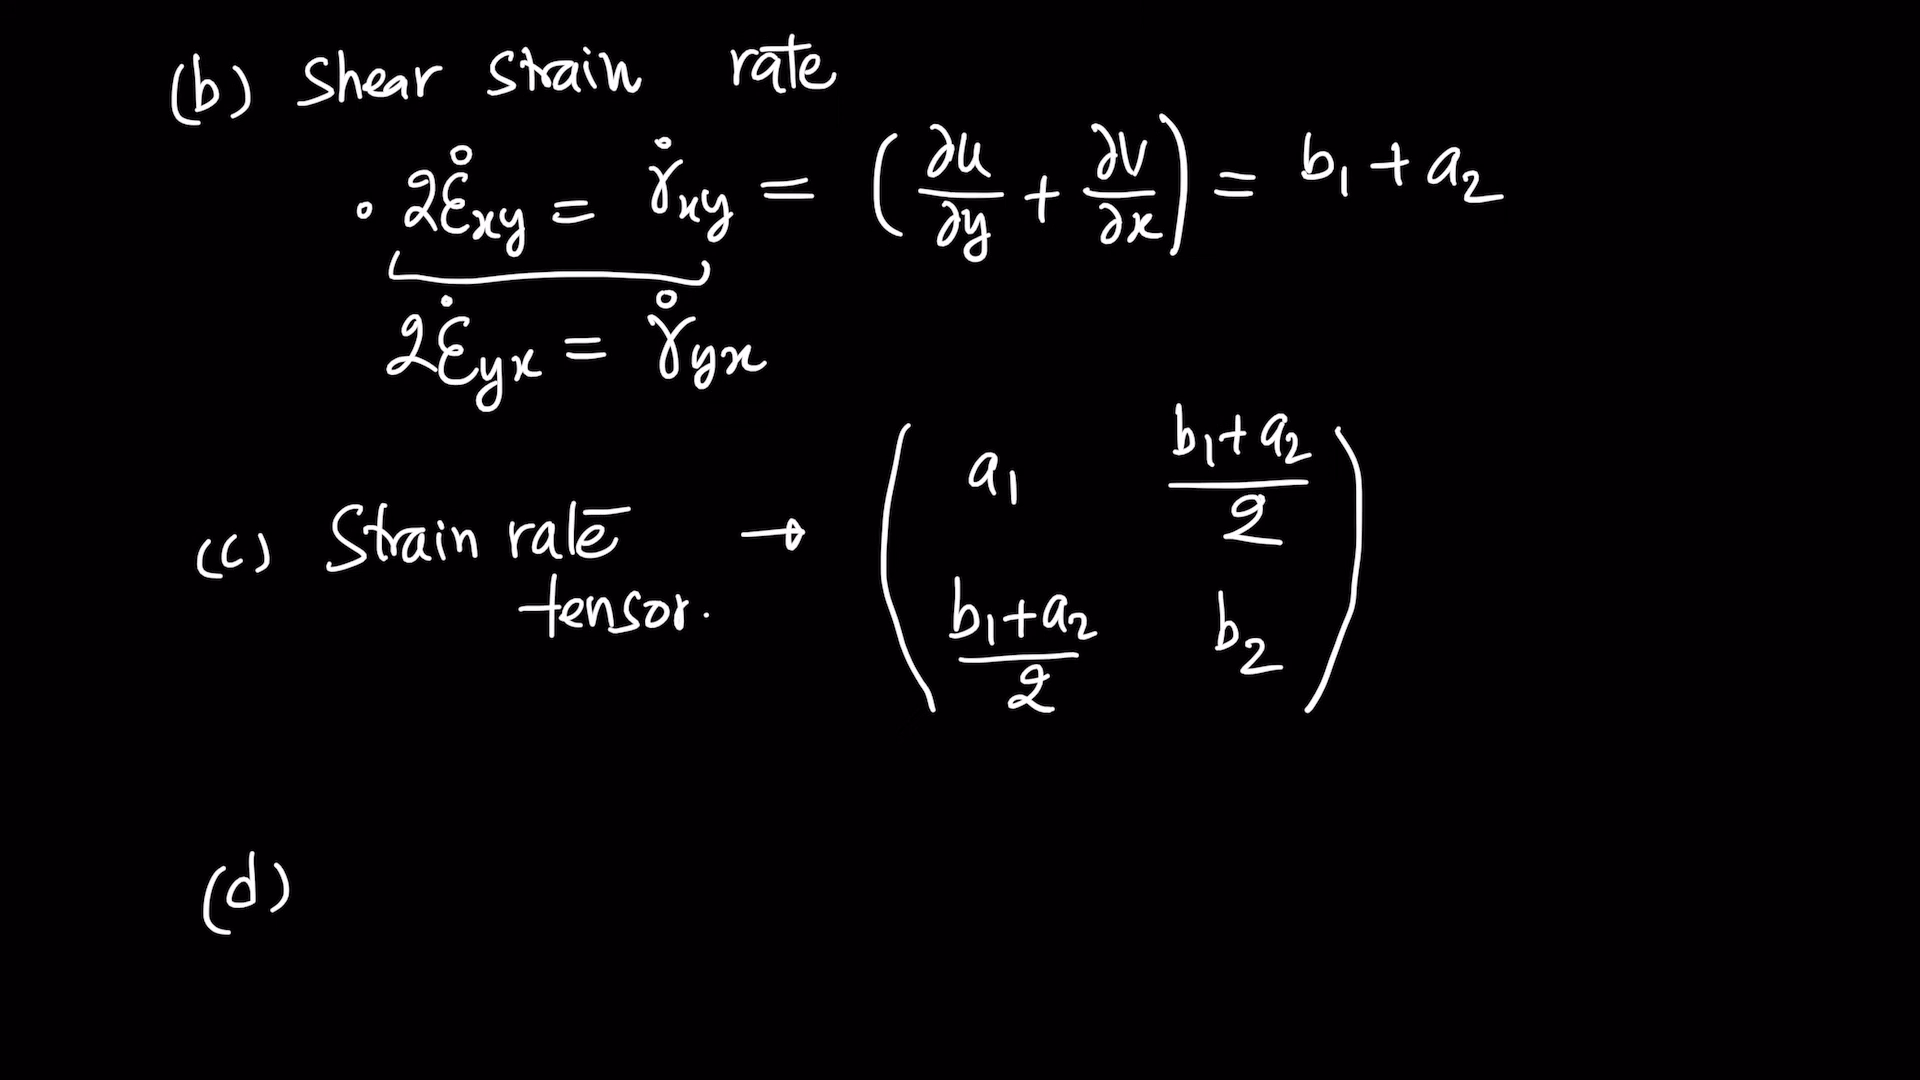 (b) Shear strain rate
• 2ε̇xy = γ̇xy = (∂u/∂y + ∂v/∂x) = b₁ + a₂
2ε̇yx = γ̇yx
(c) Strain rate tensor. → ( a₁ (b₁+a₂)/2
(b₁+a₂)/2 b₂ )
(d)